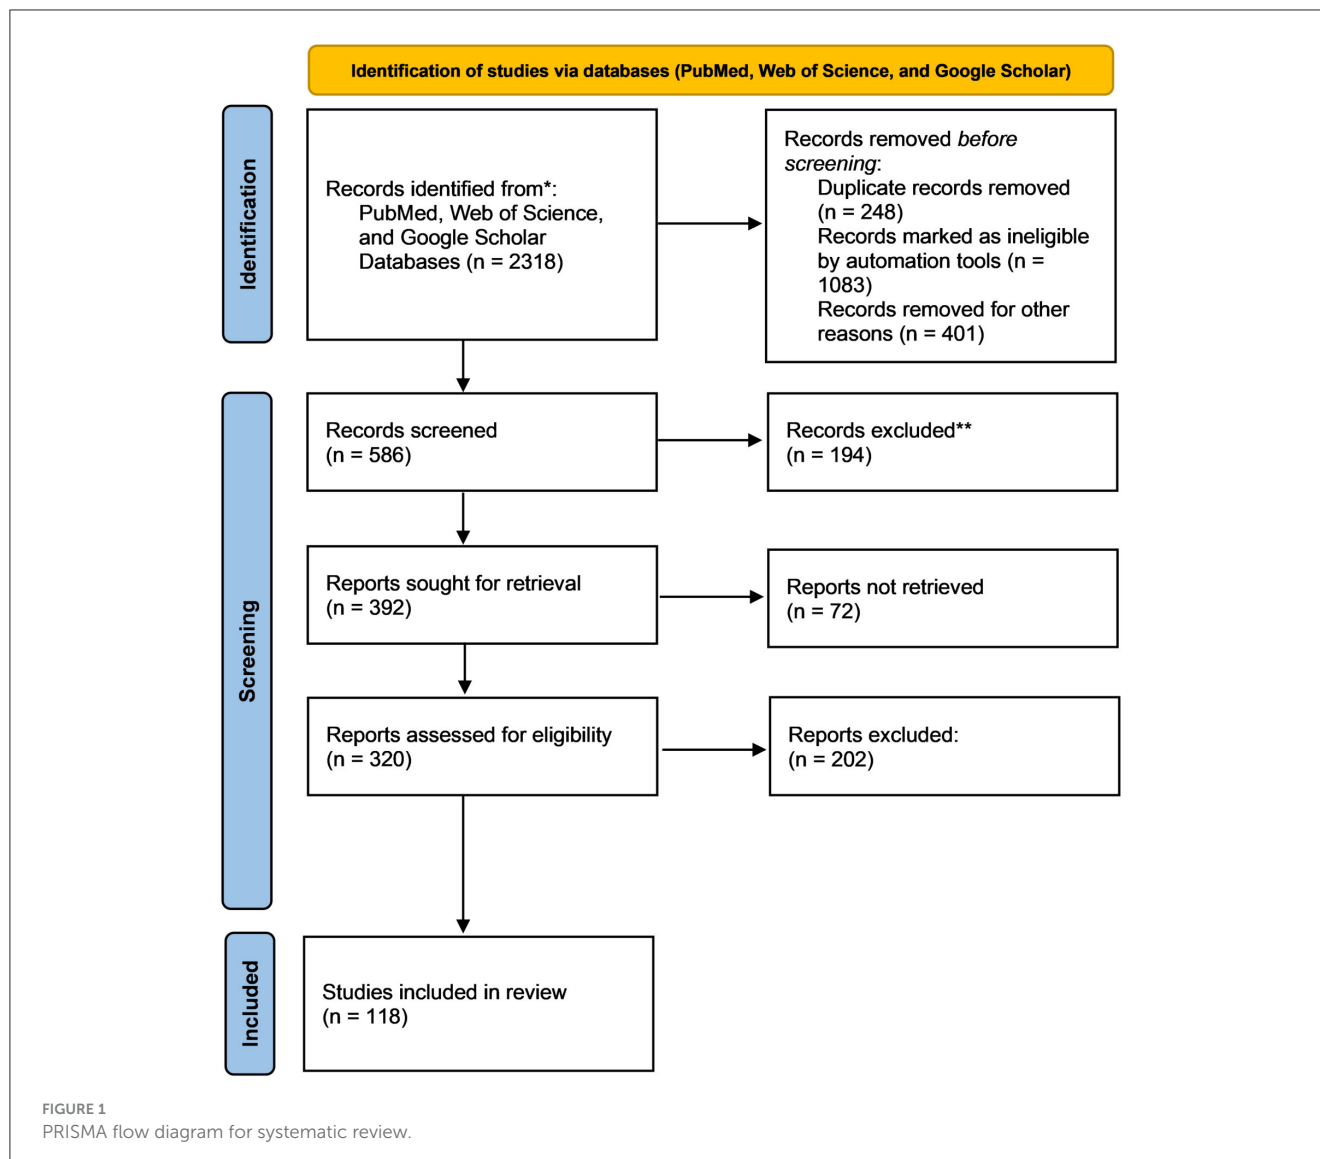 Identification of studies via databases (PubMed, Web of Science, and Google Scholar)
Identification
Records identified from*:
PubMed, Web of Science,
and Google Scholar
Databases (n = 2318)
Records removed before
screening:
Duplicate records removed
(n = 248)
Records marked as ineligible
by automation tools (n =
1083)
Records removed for other
reasons (n = 401)
Screening
Records screened
(n = 586)
Records excluded**
(n = 194)
Reports sought for retrieval
(n = 392)
Reports not retrieved
(n = 72)
Reports assessed for eligibility
(n = 320)
Reports excluded:
(n = 202)
Included
Studies included in review
(n = 118)
FIGURE 1
PRISMA flow diagram for systematic review.